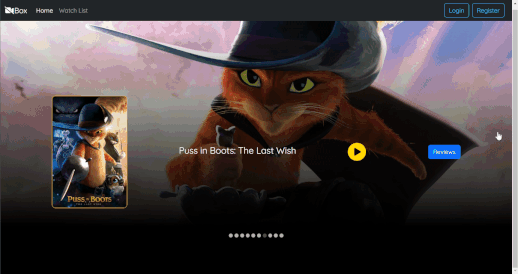 Box
Home
Watch List
Login
Register
Puss in Boots: The Last Wish
Reviews
PUSS IN BOOTS